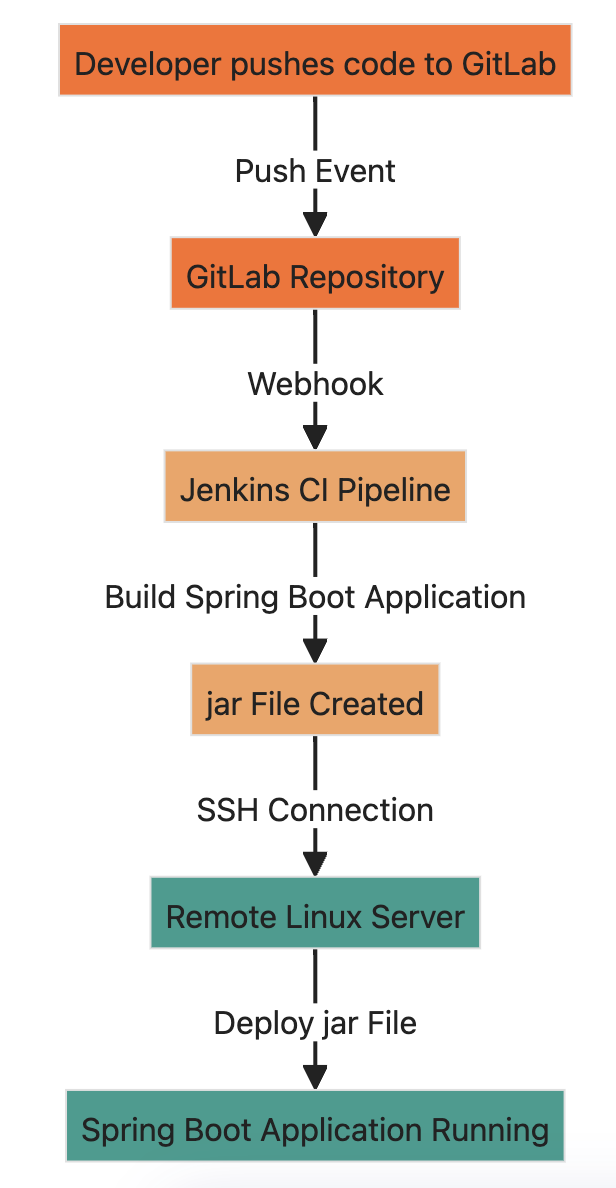 Developer pushes code to GitLab
Push Event
GitLab Repository
Webhook
Jenkins CI Pipeline
Build Spring Boot Application
jar File Created
SSH Connection
Remote Linux Server
Deploy jar File
Spring Boot Application Running